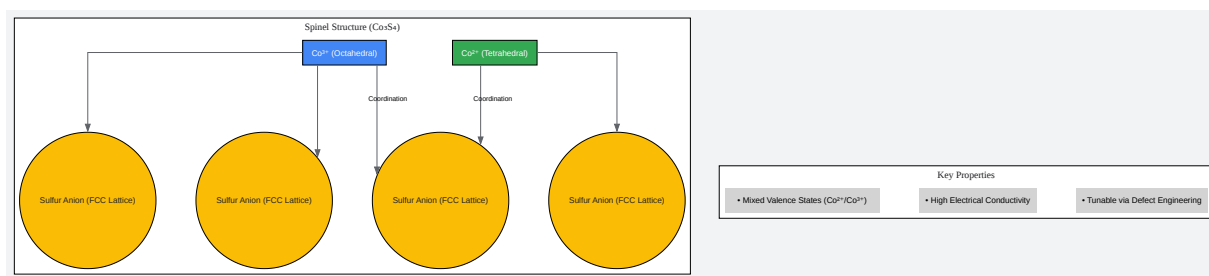 Spinel Structure (Co₃S₄)
Co³⁺ (Octahedral)
Co²⁺ (Tetrahedral)
Coordination
Coordination
Sulfur Anion (FCC Lattice)
Sulfur Anion (FCC Lattice)
Sulfur Anion (FCC Lattice)
Sulfur Anion (FCC Lattice)
Key Properties
• Mixed Valence States (Co²⁺/Co³⁺)
• High Electrical Conductivity
• Tunable via Defect Engineering